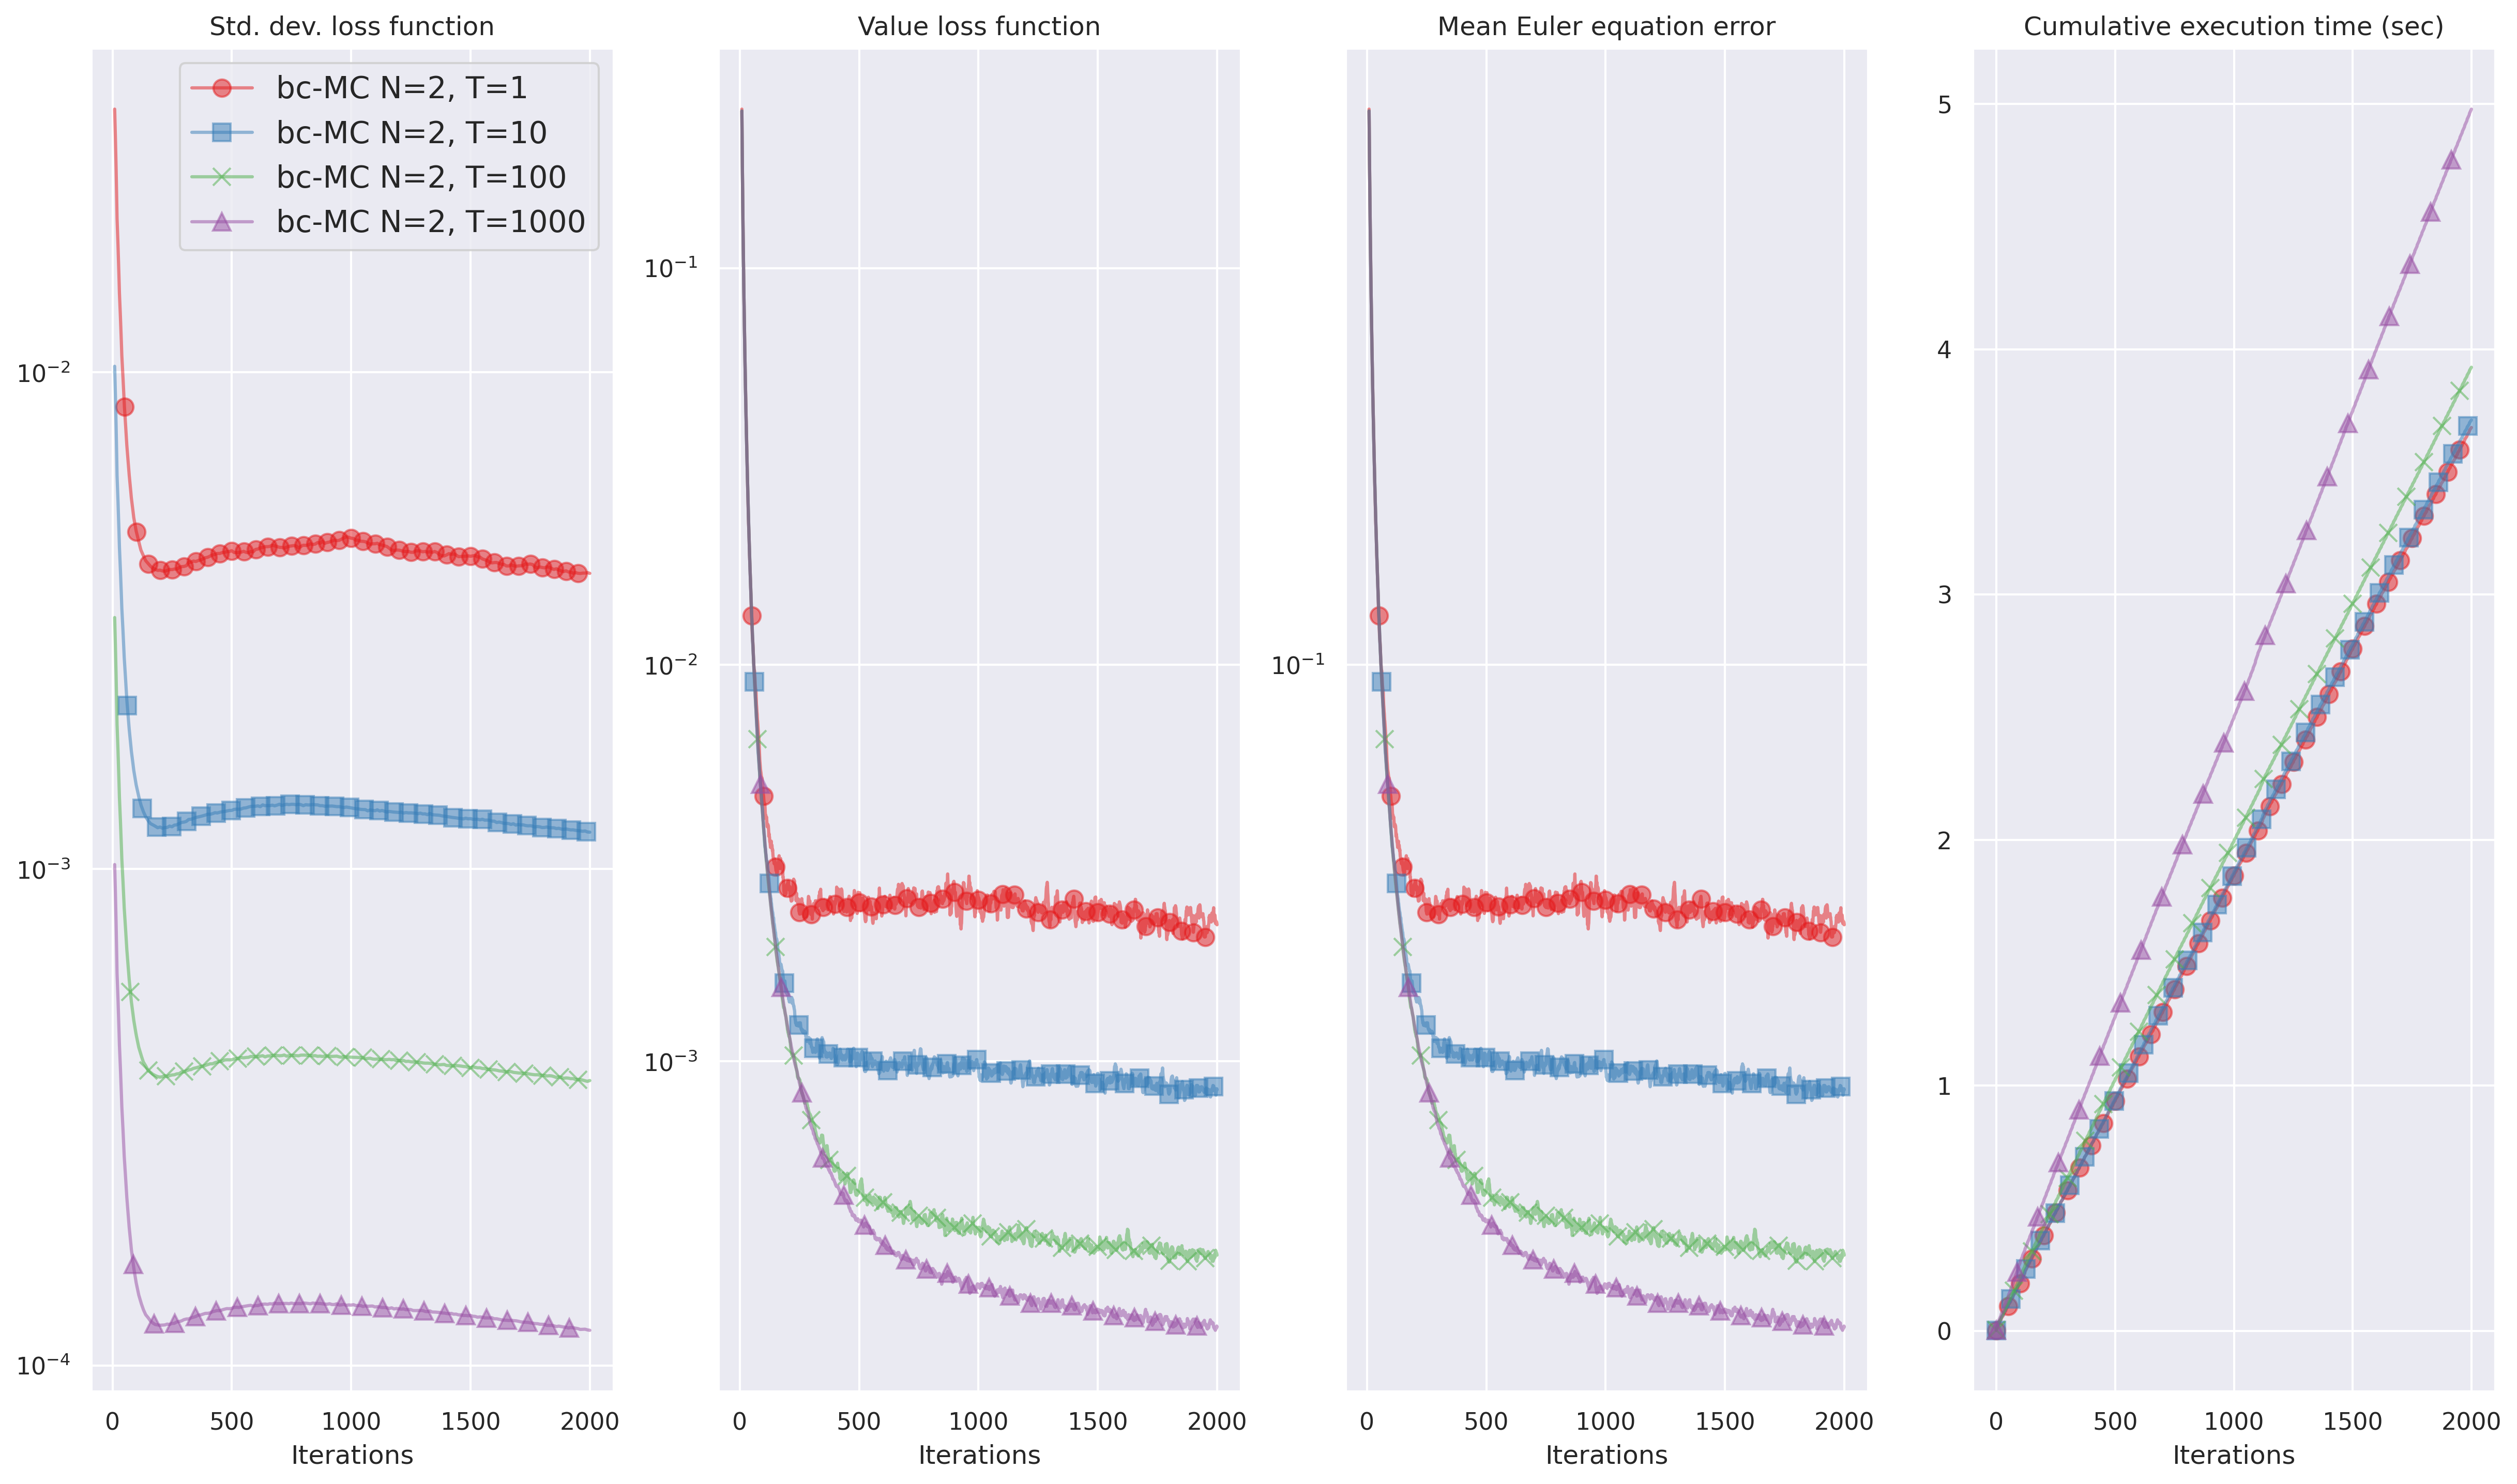 Std. dev. loss function
bc-MC N=2, T=1
bc-MC N=2, T=10
bc-MC N=2, T=100
bc-MC N=2, T=1000
10⁻²
10⁻³
10⁻⁴
0 500 1000 1500 2000
Iterations
Value loss function
10⁻¹
10⁻²
10⁻³
0 500 1000 1500 2000
Iterations
Mean Euler equation error
10⁻¹
0 500 1000 1500 2000
Iterations
Cumulative execution time (sec)
5
4
3
2
1
0
0 500 1000 1500 2000
Iterations